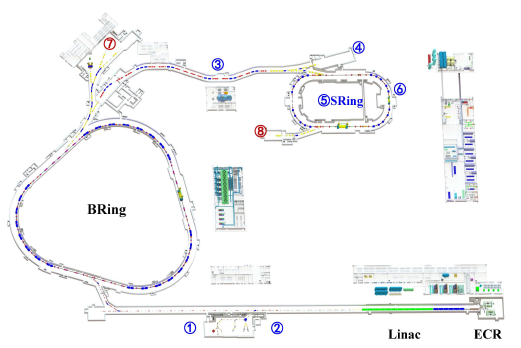 ⑦
③
④
⑤SRing
⑥
⑧
BRing
①
②
Linac
ECR